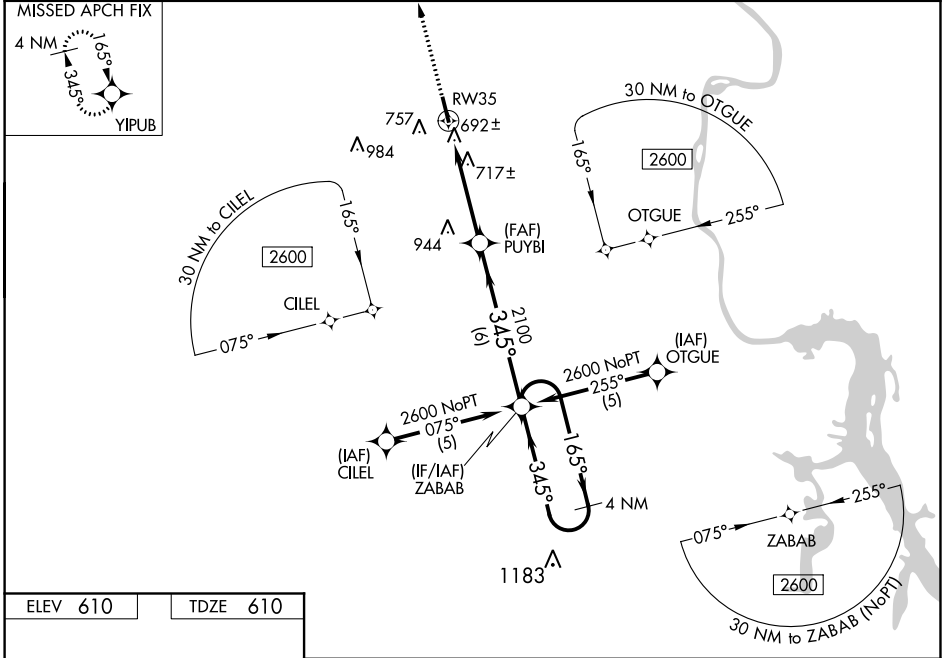 MISSED APCH FIX
4 NM
165°
345°
YIPUB
RW35
692±
757
984
717±
944
(FAF)
PUYBI
30 NM to CILEL
165°
2600
CILEL
075°
30 NM to OTGUE
165°
2600
OTGUE
255°
2100
345°
(6)
2600 NoPT
075°
(5)
(IAF)
CILEL
(IF/IAF)
ZABAB
2600 NoPT
255°
(5)
(IAF)
OTGUE
345°
165°
4 NM
1183
075°
255°
ZABAB
2600
30 NM to ZABAB (NoPT)
ELEV 610
TDZE 610